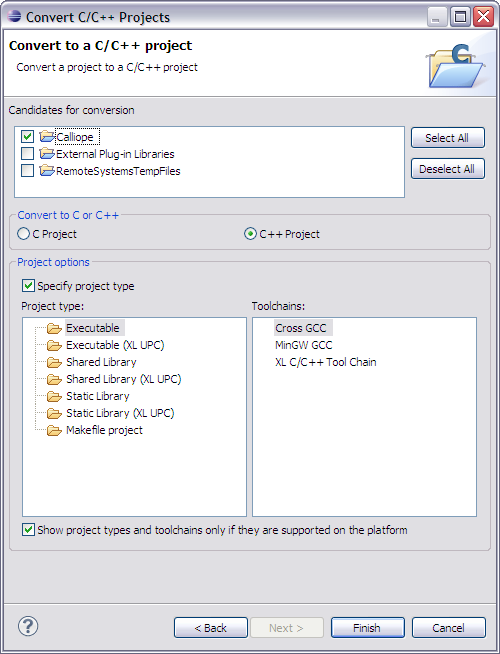 Convert C/C++ Projects
Convert to a C/C++ project
Convert a project to a C/C++ project
C
Candidates for conversion
Calliope
External Plug-in Libraries
RemoteSystemsTempFiles
Select All
Deselect All
Convert to C or C++
C Project
C++ Project
Project options
Specify project type
Project type:
Toolchains:
Executable
Executable (XL UPC)
Shared Library
Shared Library (XL UPC)
Static Library
Static Library (XL UPC)
Makefile project
Cross GCC
MinGW GCC
XL C/C++ Tool Chain
Show project types and toolchains only if they are supported on the platform
?
< Back
Next >
Finish
Cancel